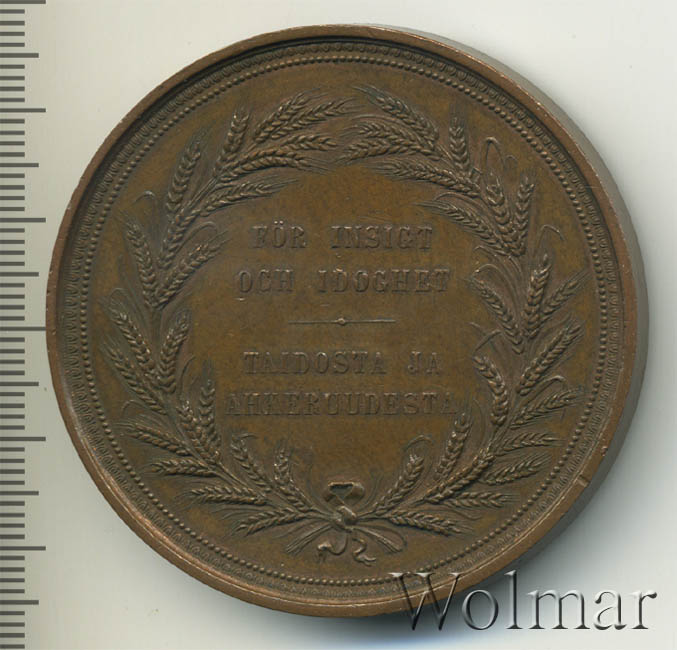 FÖR INSIGT
OCH IDOGHET
TAIDOSTA JA
AHKERUUDESTA
Wolmar